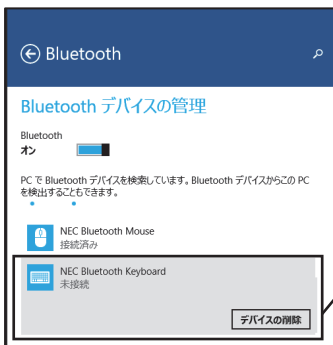 Bluetooth
Bluetooth デバイスの管理
Bluetooth
オン
PC で Bluetooth デバイスを検索しています。Bluetooth デバイスからこの PC
を検出することもできます。
NEC Bluetooth Mouse
接続済み
NEC Bluetooth Keyboard
未接続
デバイスの削除